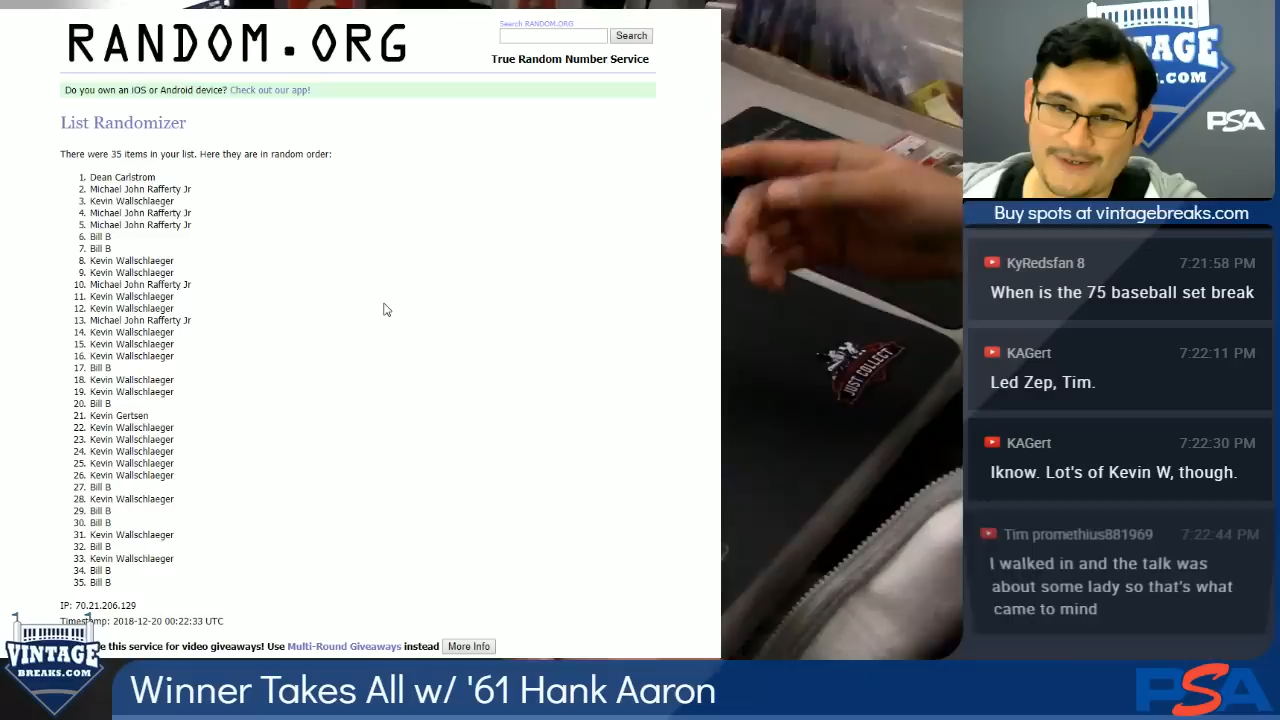 RANDOM.ORG
Search RANDOM.ORG
Search
True Random Number Service
Do you own an iOS or Android device? Check out our app!
List Randomizer
There were 35 items in your list. Here they are in random order:
1. Dean Carlstrom
2. Michael John Rafferty Jr
3. Kevin Wallschlaeger
4. Michael John Rafferty Jr
5. Michael John Rafferty Jr
6. Bill B
7. Bill B
8. Kevin Wallschlaeger
9. Kevin Wallschlaeger
10. Michael John Rafferty Jr
11. Kevin Wallschlaeger
12. Kevin Wallschlaeger
13. Michael John Rafferty Jr
14. Kevin Wallschlaeger
15. Kevin Wallschlaeger
16. Kevin Wallschlaeger
17. Bill B
18. Kevin Wallschlaeger
19. Kevin Wallschlaeger
20. Bill B
21. Kevin Gertsen
22. Kevin Wallschlaeger
23. Kevin Wallschlaeger
24. Kevin Wallschlaeger
25. Kevin Wallschlaeger
26. Kevin Wallschlaeger
27. Bill B
28. Kevin Wallschlaeger
29. Bill B
30. Bill B
31. Kevin Wallschlaeger
32. Bill B
33. Kevin Wallschlaeger
34. Bill B
35. Bill B
IP: 70.21.206.129
Timestamp: 2018-12-20 00:22:33 UTC
e this service for video giveaways! Use Multi-Round Giveaways instead
More Info
JUST COLLECT
VINTAGE
.COM
PSA
Buy spots at vintagebreaks.com
KyRedsfan 8 7:21:58 PM
When is the 75 baseball set break
KAGert 7:22:11 PM
Led Zep, Tim.
KAGert 7:22:30 PM
Iknow. Lot's of Kevin W, though.
Tim promethius881969 7:22:44 PM
I walked in and the talk was
about some lady so that's what
came to mind
VINTAGE
BREAKS.COM
Winner Takes All w/ '61 Hank Aaron
PSA